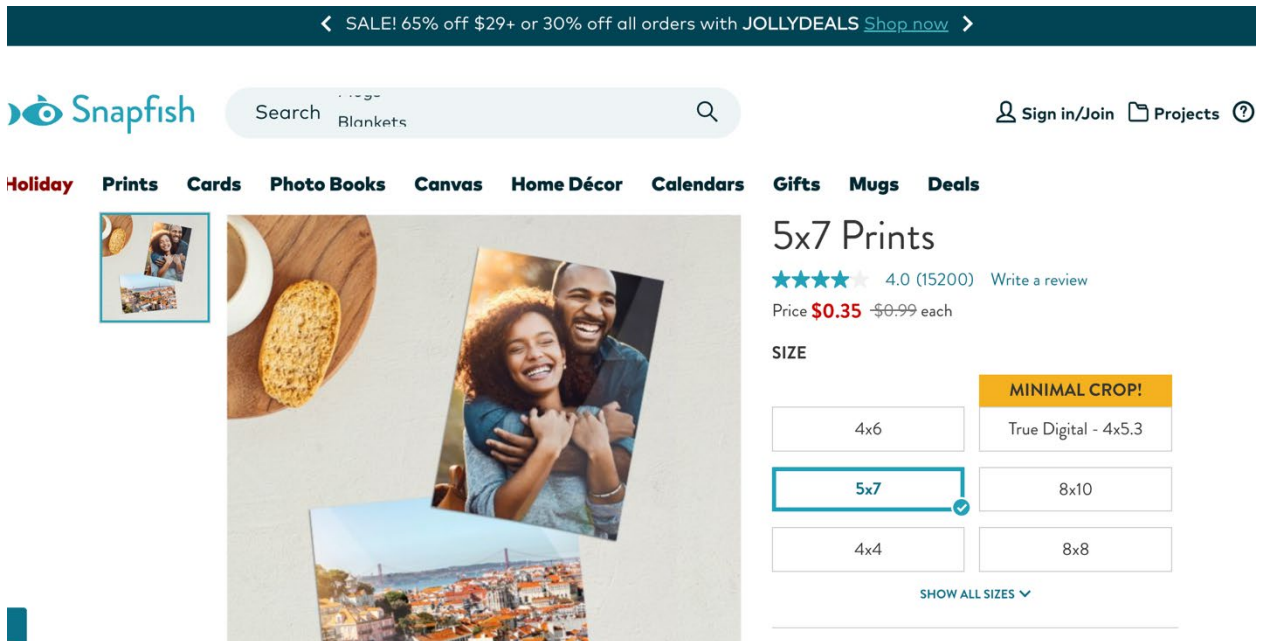 SALE! 65% off $29+ or 30% off all orders with JOLLYDEALS Shop now
Snapfish
Search
Blankets
Sign in/Join
Projects
Holiday Prints Cards Photo Books Canvas Home Décor Calendars Gifts Mugs Deals
5x7 Prints
4.0 (15200) Write a review
Price $0.35 $0.99 each
SIZE
MINIMAL CROP!
4x6
True Digital - 4x5.3
5x7
8x10
4x4
8x8
SHOW ALL SIZES